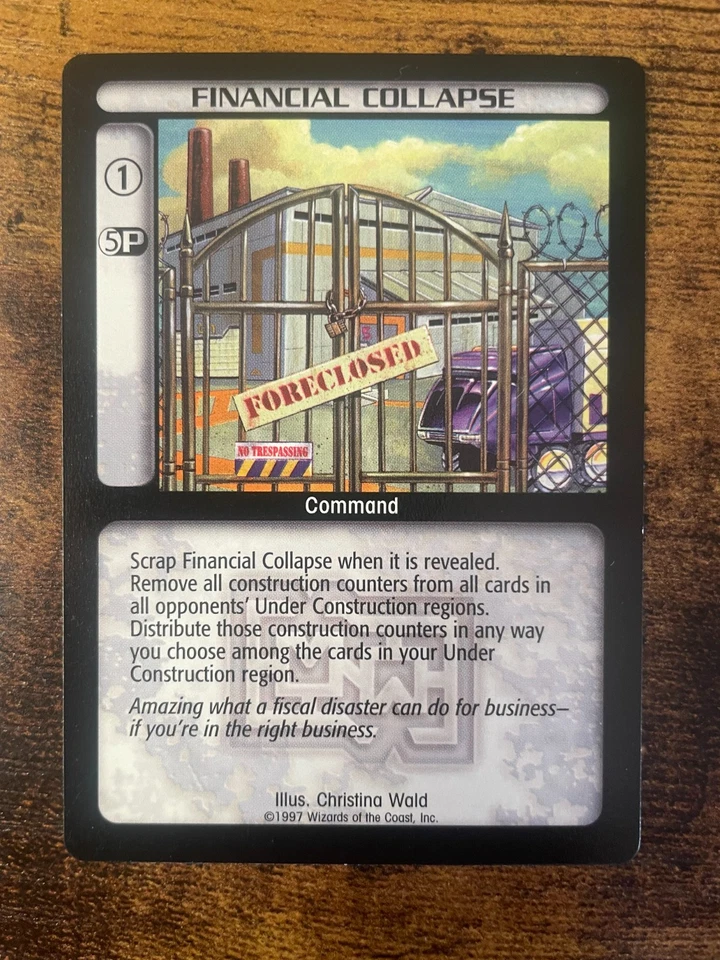 FINANCIAL COLLAPSE
1
5P
FORECLOSED
NO TRESPASSING
Command
Scrap Financial Collapse when it is revealed.
Remove all construction counters from all cards in
all opponents' Under Construction regions.
Distribute those construction counters in any way
you choose among the cards in your Under
Construction region.
Amazing what a fiscal disaster can do for business—
if you're in the right business.
Illus. Christina Wald
©1997 Wizards of the Coast, Inc.